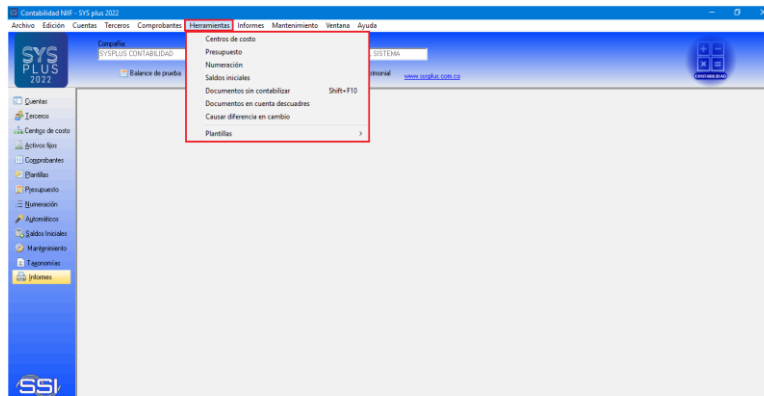 Contabilidad NIIF - SYS plus 2022
Archivo Edición Cuentas Terceros Comprobantes Herramientas Informes Mantenimiento Ventana Ayuda
SYS
PLUS
2022
Compañía
SYSPLUS CONTABILIDAD
SISTEMA
Balance de prueba
www.sysplus.com.co
CONTABILIDAD
Centros de costo
Presupuesto
Numeración
Saldos iniciales
Documentos sin contabilizar Shift+F10
Documentos en cuenta descuadres
Causar diferencia en cambio
Plantillas
Cuentas
Terceros
Centros de costo
Activos fijos
Comprobantes
Plantillas
Presupuesto
Numeración
Automáticos
Saldos Iniciales
Mantenimiento
Taxonomías
Informes
SSI